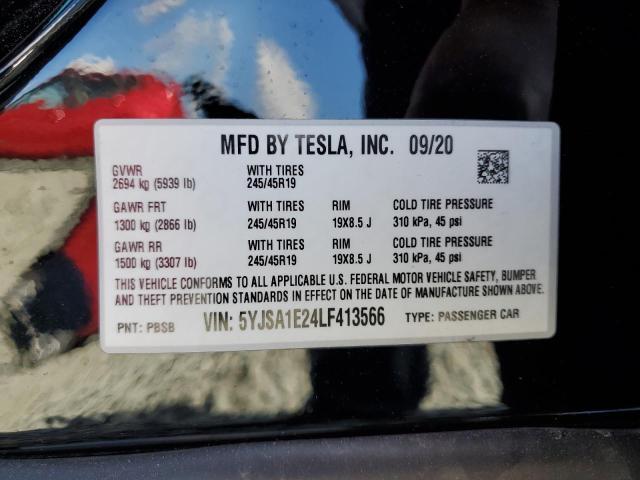 MFD BY TESLA, INC. 09/20
GVWR WITH TIRES
2694 kg (5939 lb) 245/45R19
GAWR FRT WITH TIRES RIM COLD TIRE PRESSURE
1300 kg (2866 lb) 245/45R19 19X8.5 J 310 kPa, 45 psi
GAWR RR WITH TIRES RIM COLD TIRE PRESSURE
1500 kg (3307 lb) 245/45R19 19X8.5 J 310 kPa, 45 psi
THIS VEHICLE CONFORMS TO ALL APPLICABLE U.S. FEDERAL MOTOR VEHICLE SAFETY, BUMPER
AND THEFT PREVENTION STANDARDS IN EFFECT ON THE DATE OF MANUFACTURE SHOWN ABOVE.
PNT: PBSB VIN: 5YJSA1E24LF413566 TYPE: PASSENGER CAR